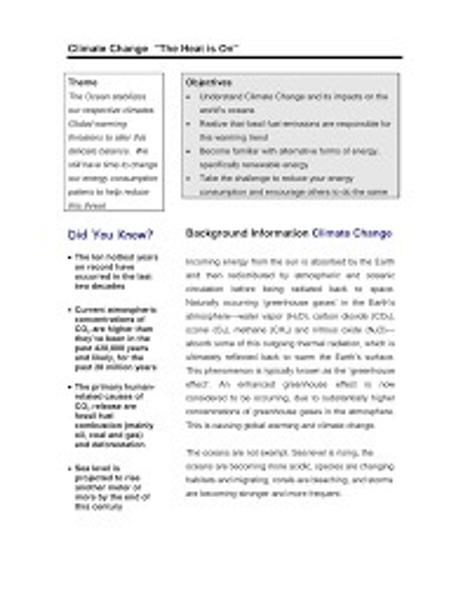 Climate Change "The Heat is On"
Theme
The Ocean stabilizes
our respective climates.
Global warming
threatens to alter this
delicate balance. We
still have time to change
our energy consumption
patterns to help reduce
this threat
Objectives
• Understand Climate Change and its impacts on the
world's oceans
• Realize that fossil fuel emissions are responsible for
this warming trend
• Become familiar with alternative forms of energy,
specifically renewable energy
• Take the challenge to reduce your energy
consumption and encourage others to do the same
Did You Know?
• The ten hottest years
on record have
occurred in the last
two decades
• Current atmospheric
concentrations of
CO₂ are higher than
they've been in the
past 420,000 years
and likely, for the
past 20 million years
• The primary human-
related causes of
CO₂ release are
fossil fuel
combustion (mainly
oil, coal and gas)
and deforestation
• Sea level is
projected to rise
another meter or
more by the end of
this century
Background Information Climate Change
Incoming energy from the sun is absorbed by the Earth
and then redistributed by atmospheric and oceanic
circulation before being radiated back to space.
Naturally occurring 'greenhouse gases' in the Earth's
atmosphere—water vapor (H₂O), carbon dioxide (CO₂),
ozone (O₃), methane (CH₄) and nitrous oxide (N₂O)—
absorb some of this outgoing thermal radiation, which is
ultimately reflected back to warm the Earth's surface.
This phenomenon is typically known as the 'greenhouse
effect'. An enhanced greenhouse effect is now
considered to be occurring, due to substantially higher
concentrations of greenhouse gases in the atmosphere.
This is causing global warming and climate change.
The oceans are not exempt. Sea level is rising, the
oceans are becoming more acidic, species are changing
habitats and migrating, corals are bleaching, and storms
are becoming stronger and more frequent.